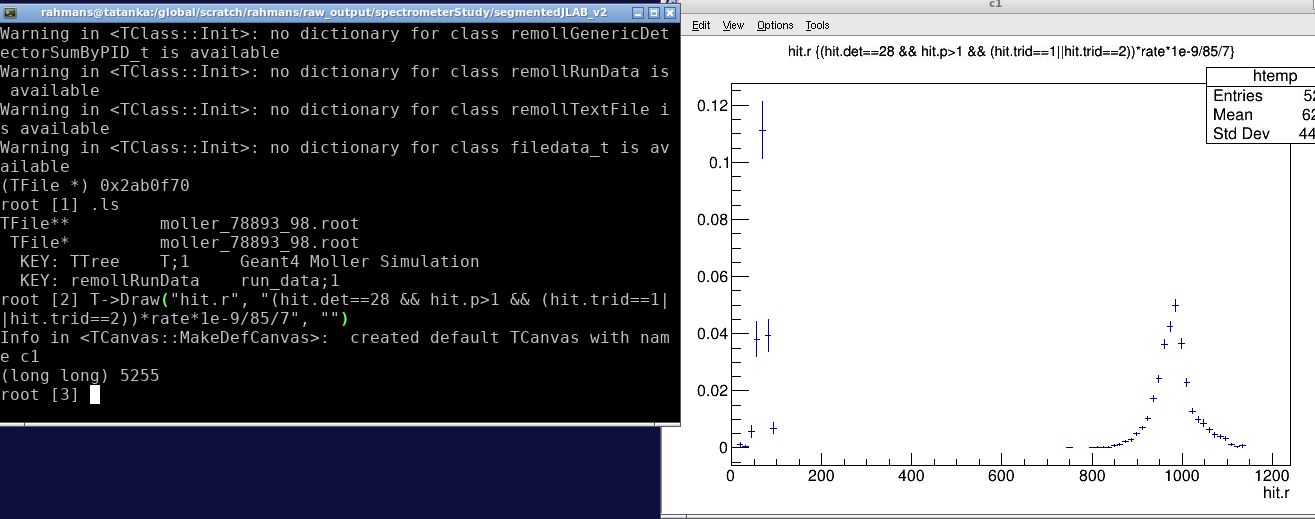 rahmans@tatanka:/global/scratch/rahmans/raw_output/spectrometerStudy/segmentedJLAB_v2
Warning in <TClass::Init>: no dictionary for class remollGenericDet
ectorSumByPID_t is available
Warning in <TClass::Init>: no dictionary for class remollRunData is
 available
Warning in <TClass::Init>: no dictionary for class remollTextFile i
s available
Warning in <TClass::Init>: no dictionary for class filedata_t is av
ailable
(TFile *) 0x2ab0f70
root [1] .ls
TFile** moller_78893_98.root
 TFile* moller_78893_98.root
  KEY: TTree T;1 Geant4 Moller Simulation
  KEY: remollRunData run_data;1
root [2] T->Draw("hit.r", "(hit.det==28 && hit.p>1 && (hit.trid==1|
|hit.trid==2))*rate*1e-9/85/7", "")
Info in <TCanvas::MakeDefCanvas>:  created default TCanvas with nam
e c1
(long long) 5255
root [3]
c1
Edit View Options Tools
hit.r {(hit.det==28 && hit.p>1 && (hit.trid==1||hit.trid==2))*rate*1e-9/85/7}
htemp
Entries 52
Mean 62
Std Dev 44
0.12
0.1
0.08
0.06
0.04
0.02
0
0 200 400 600 800 1000 1200
hit.r